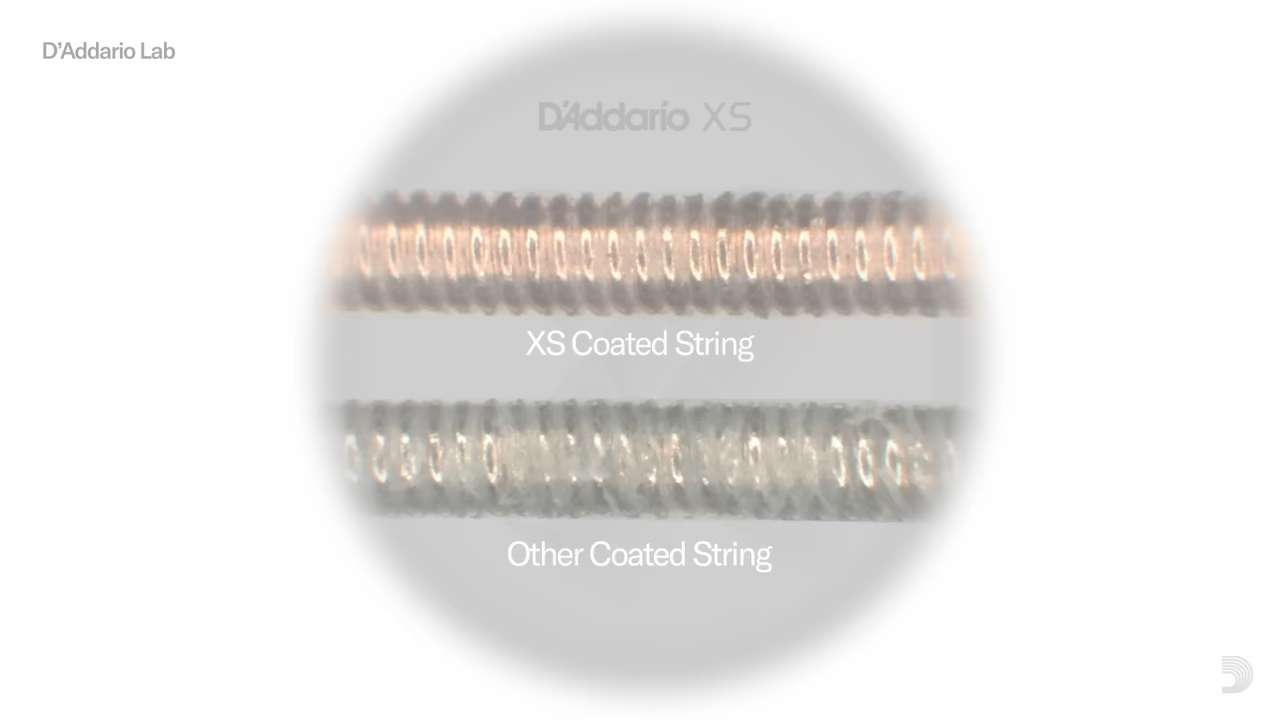 D'Addario Lab
D'Addario XS
XS Coated String
Other Coated String